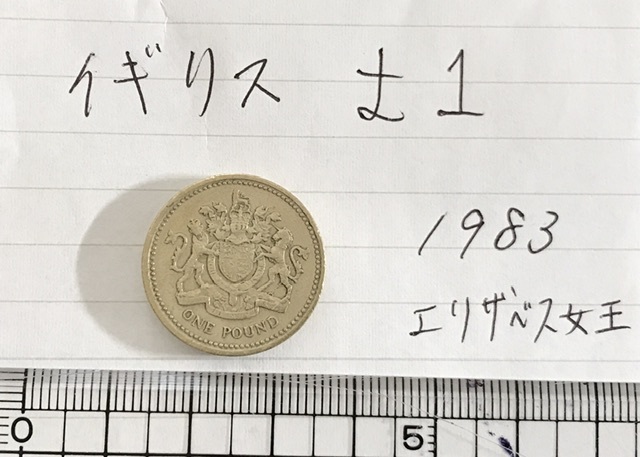 イギリス £1
ONE POUND
1983
エリザベス女王
0 5